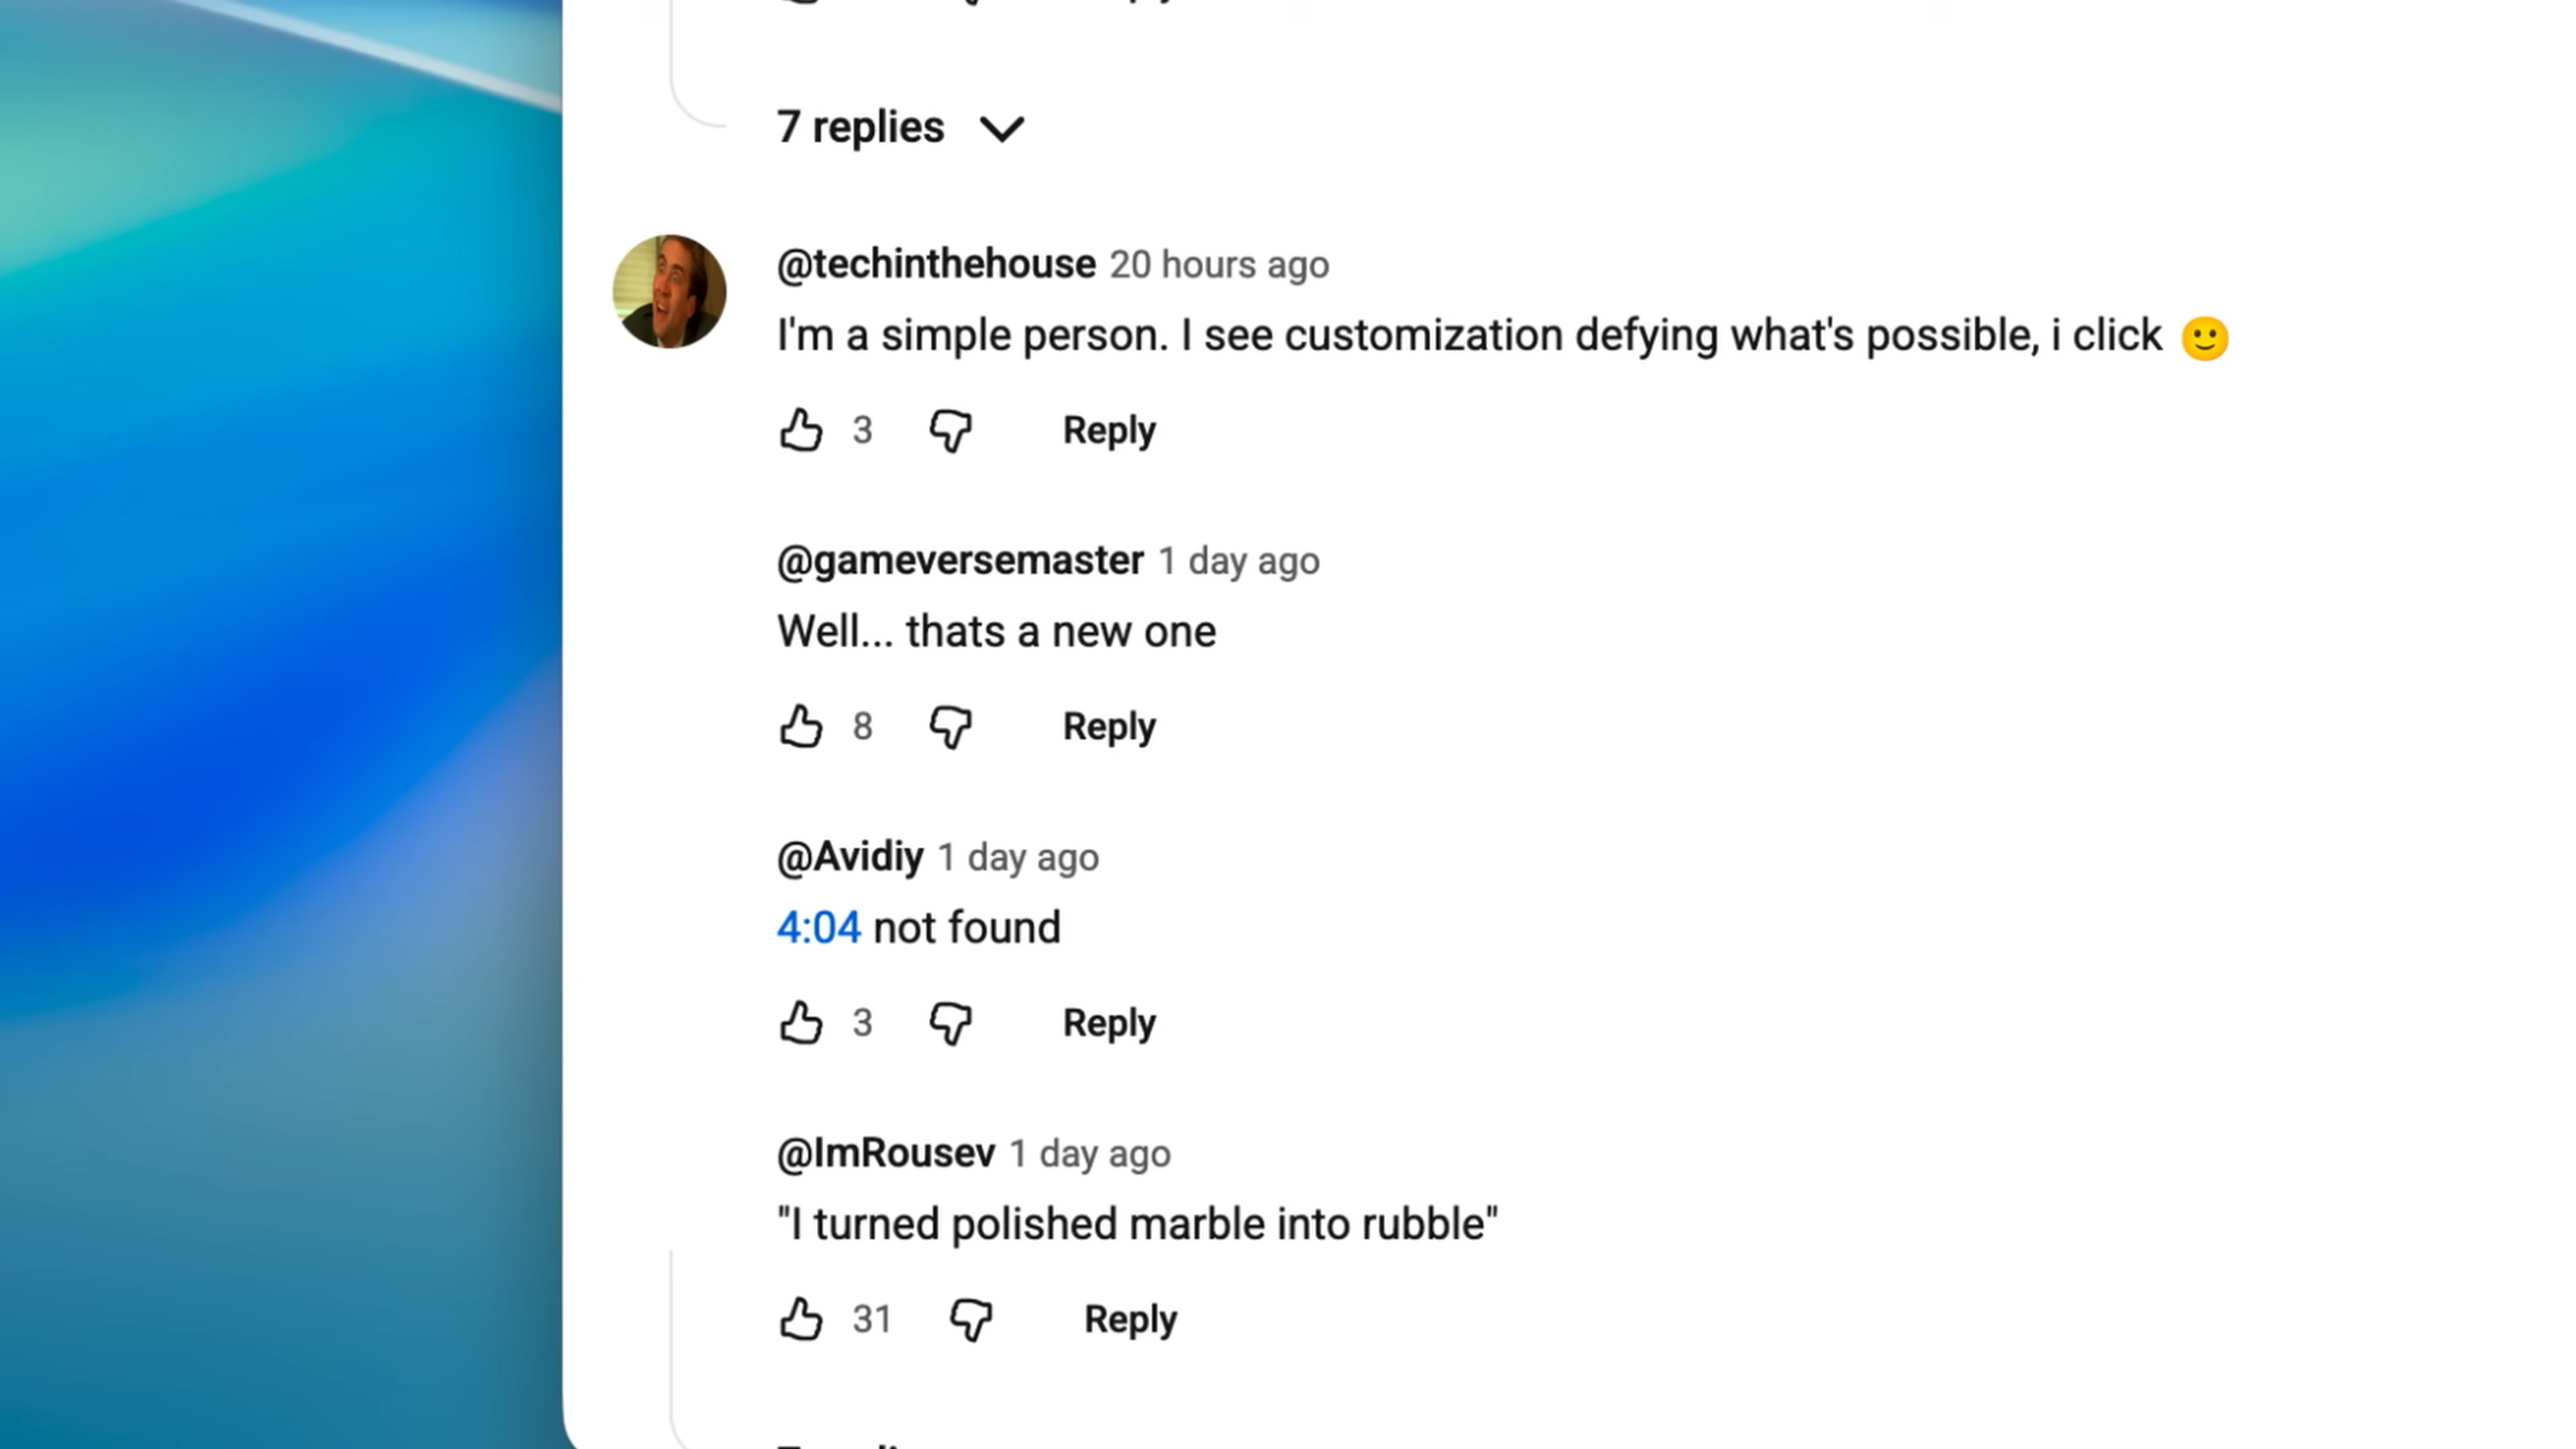 7 replies
@techinthehouse 20 hours ago
I'm a simple person. I see customization defying what's possible, i click 🙂
3 Reply
@gameversemaster 1 day ago
Well... thats a new one
8 Reply
@Avidiy 1 day ago
4:04 not found
3 Reply
@ImRousev 1 day ago
"I turned polished marble into rubble"
31 Reply